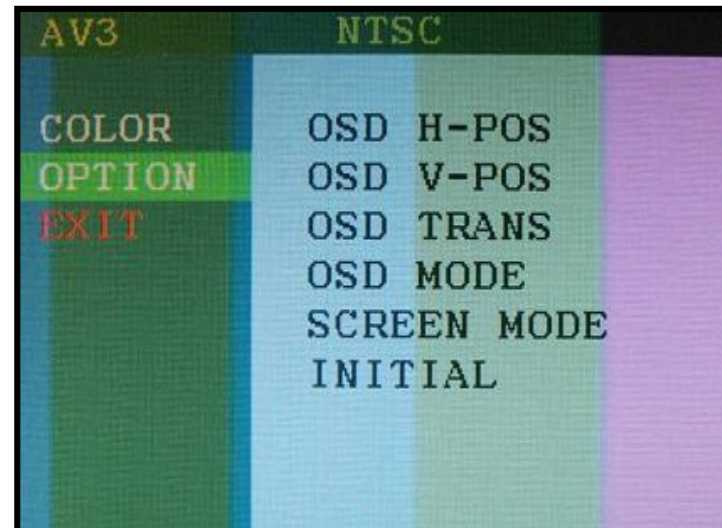 AV3 NTSC
COLOR OSD H-POS
OPTION OSD V-POS
EXIT OSD TRANS
OSD MODE
SCREEN MODE
INITIAL